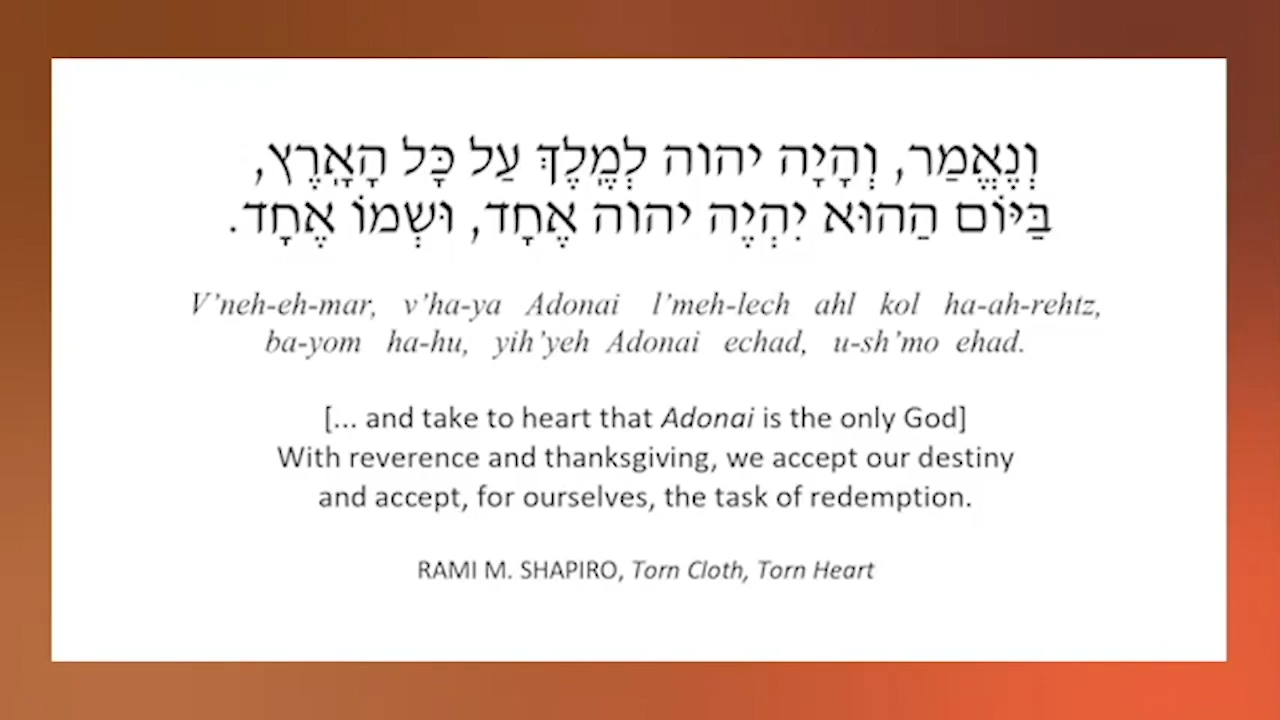 וְנֶאֱמַר, וְהָיָה יהוה לְמֶֽלֶךְ עַל כָּל הָאָֽרֶץ,
בַּיּוֹם הַהוּא יִהְיֶה יהוה אֶחָד, וּשְׁמוֹ אֶחָד.
V’neh-eh-mar, v’ha-ya Adonai l’meh-lech ahl kol ha-ah-rehtz,
ba-yom ha-hu, yih’yeh Adonai echad, u-sh’mo ehad.
[... and take to heart that Adonai is the only God]
With reverence and thanksgiving, we accept our destiny
and accept, for ourselves, the task of redemption.
RAMI M. SHAPIRO, Torn Cloth, Torn Heart